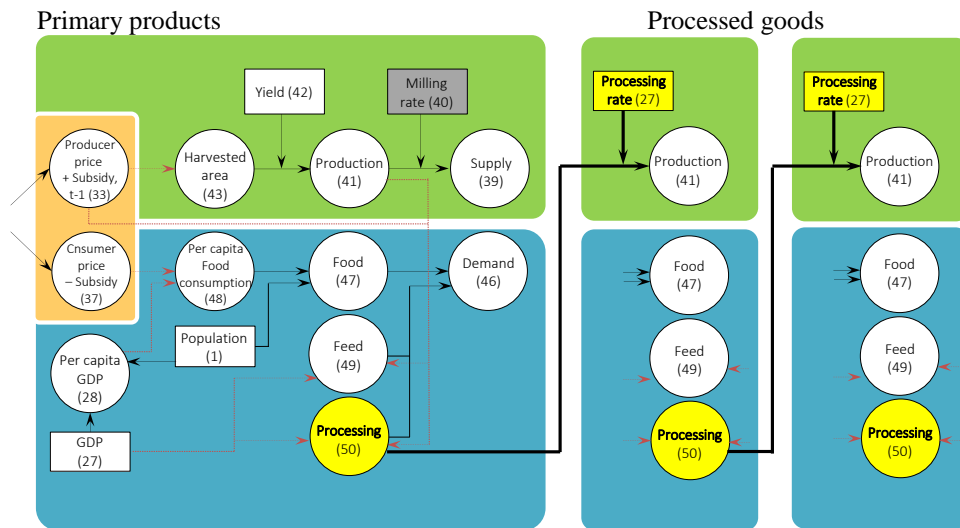 Primary products
Processed goods
Yield (42)
Milling
rate (40)
Producer
price
+ Subsidy,
t-1 (33)
Harvested
area
(43)
Production
(41)
Supply
(39)
Cnsumer
price
– Subsidy
(37)
Per capita
Food
consumption
(48)
Food
(47)
Demand
(46)
Population
(1)
Feed
(49)
Per capita
GDP
(28)
GDP
(27)
Processing
(50)
Processing
rate (27)
Production
(41)
Food
(47)
Feed
(49)
Processing
(50)
Processing
rate (27)
Production
(41)
Food
(47)
Feed
(49)
Processing
(50)